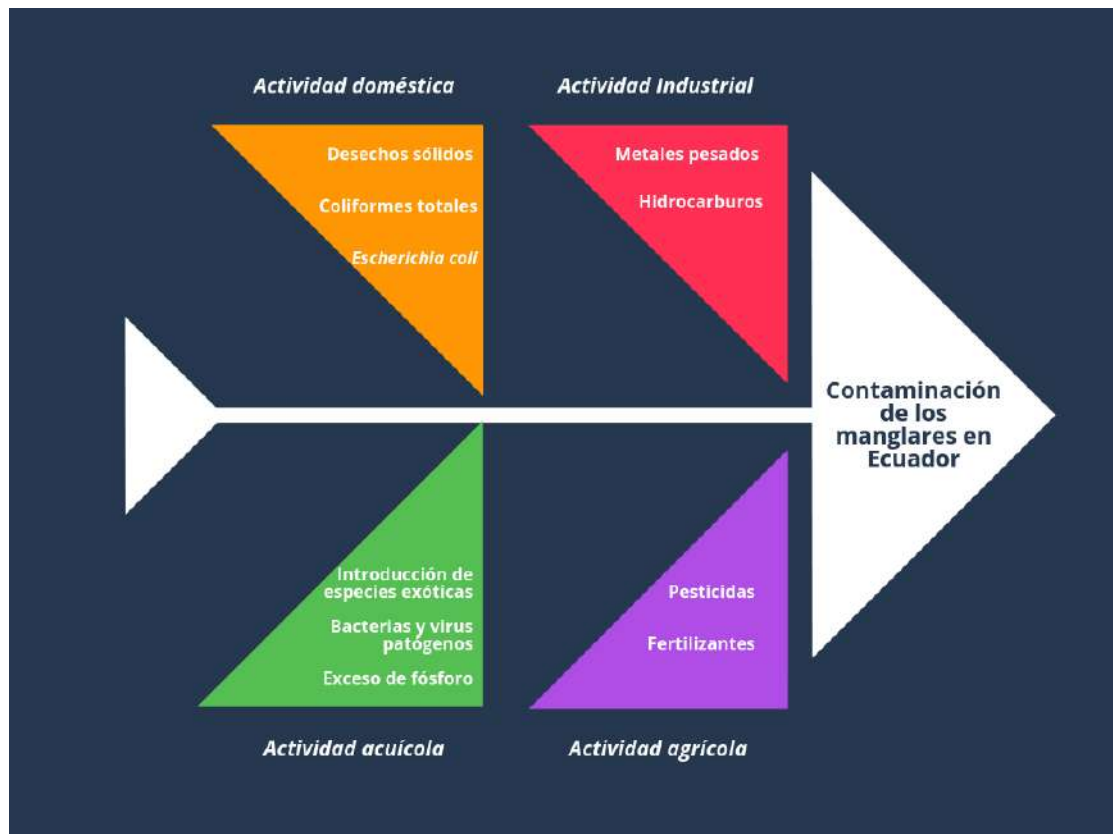 Actividad doméstica
Desechos sólidos
Coliformes totales
Escherichia coli
Actividad Industrial
Metales pesados
Hidrocarburos
Contaminación
de los
manglares en
Ecuador
Introducción de
especies exóticas
Bacterias y virus
patógenos
Exceso de fósforo
Actividad acuícola
Pesticidas
Fertilizantes
Actividad agrícola